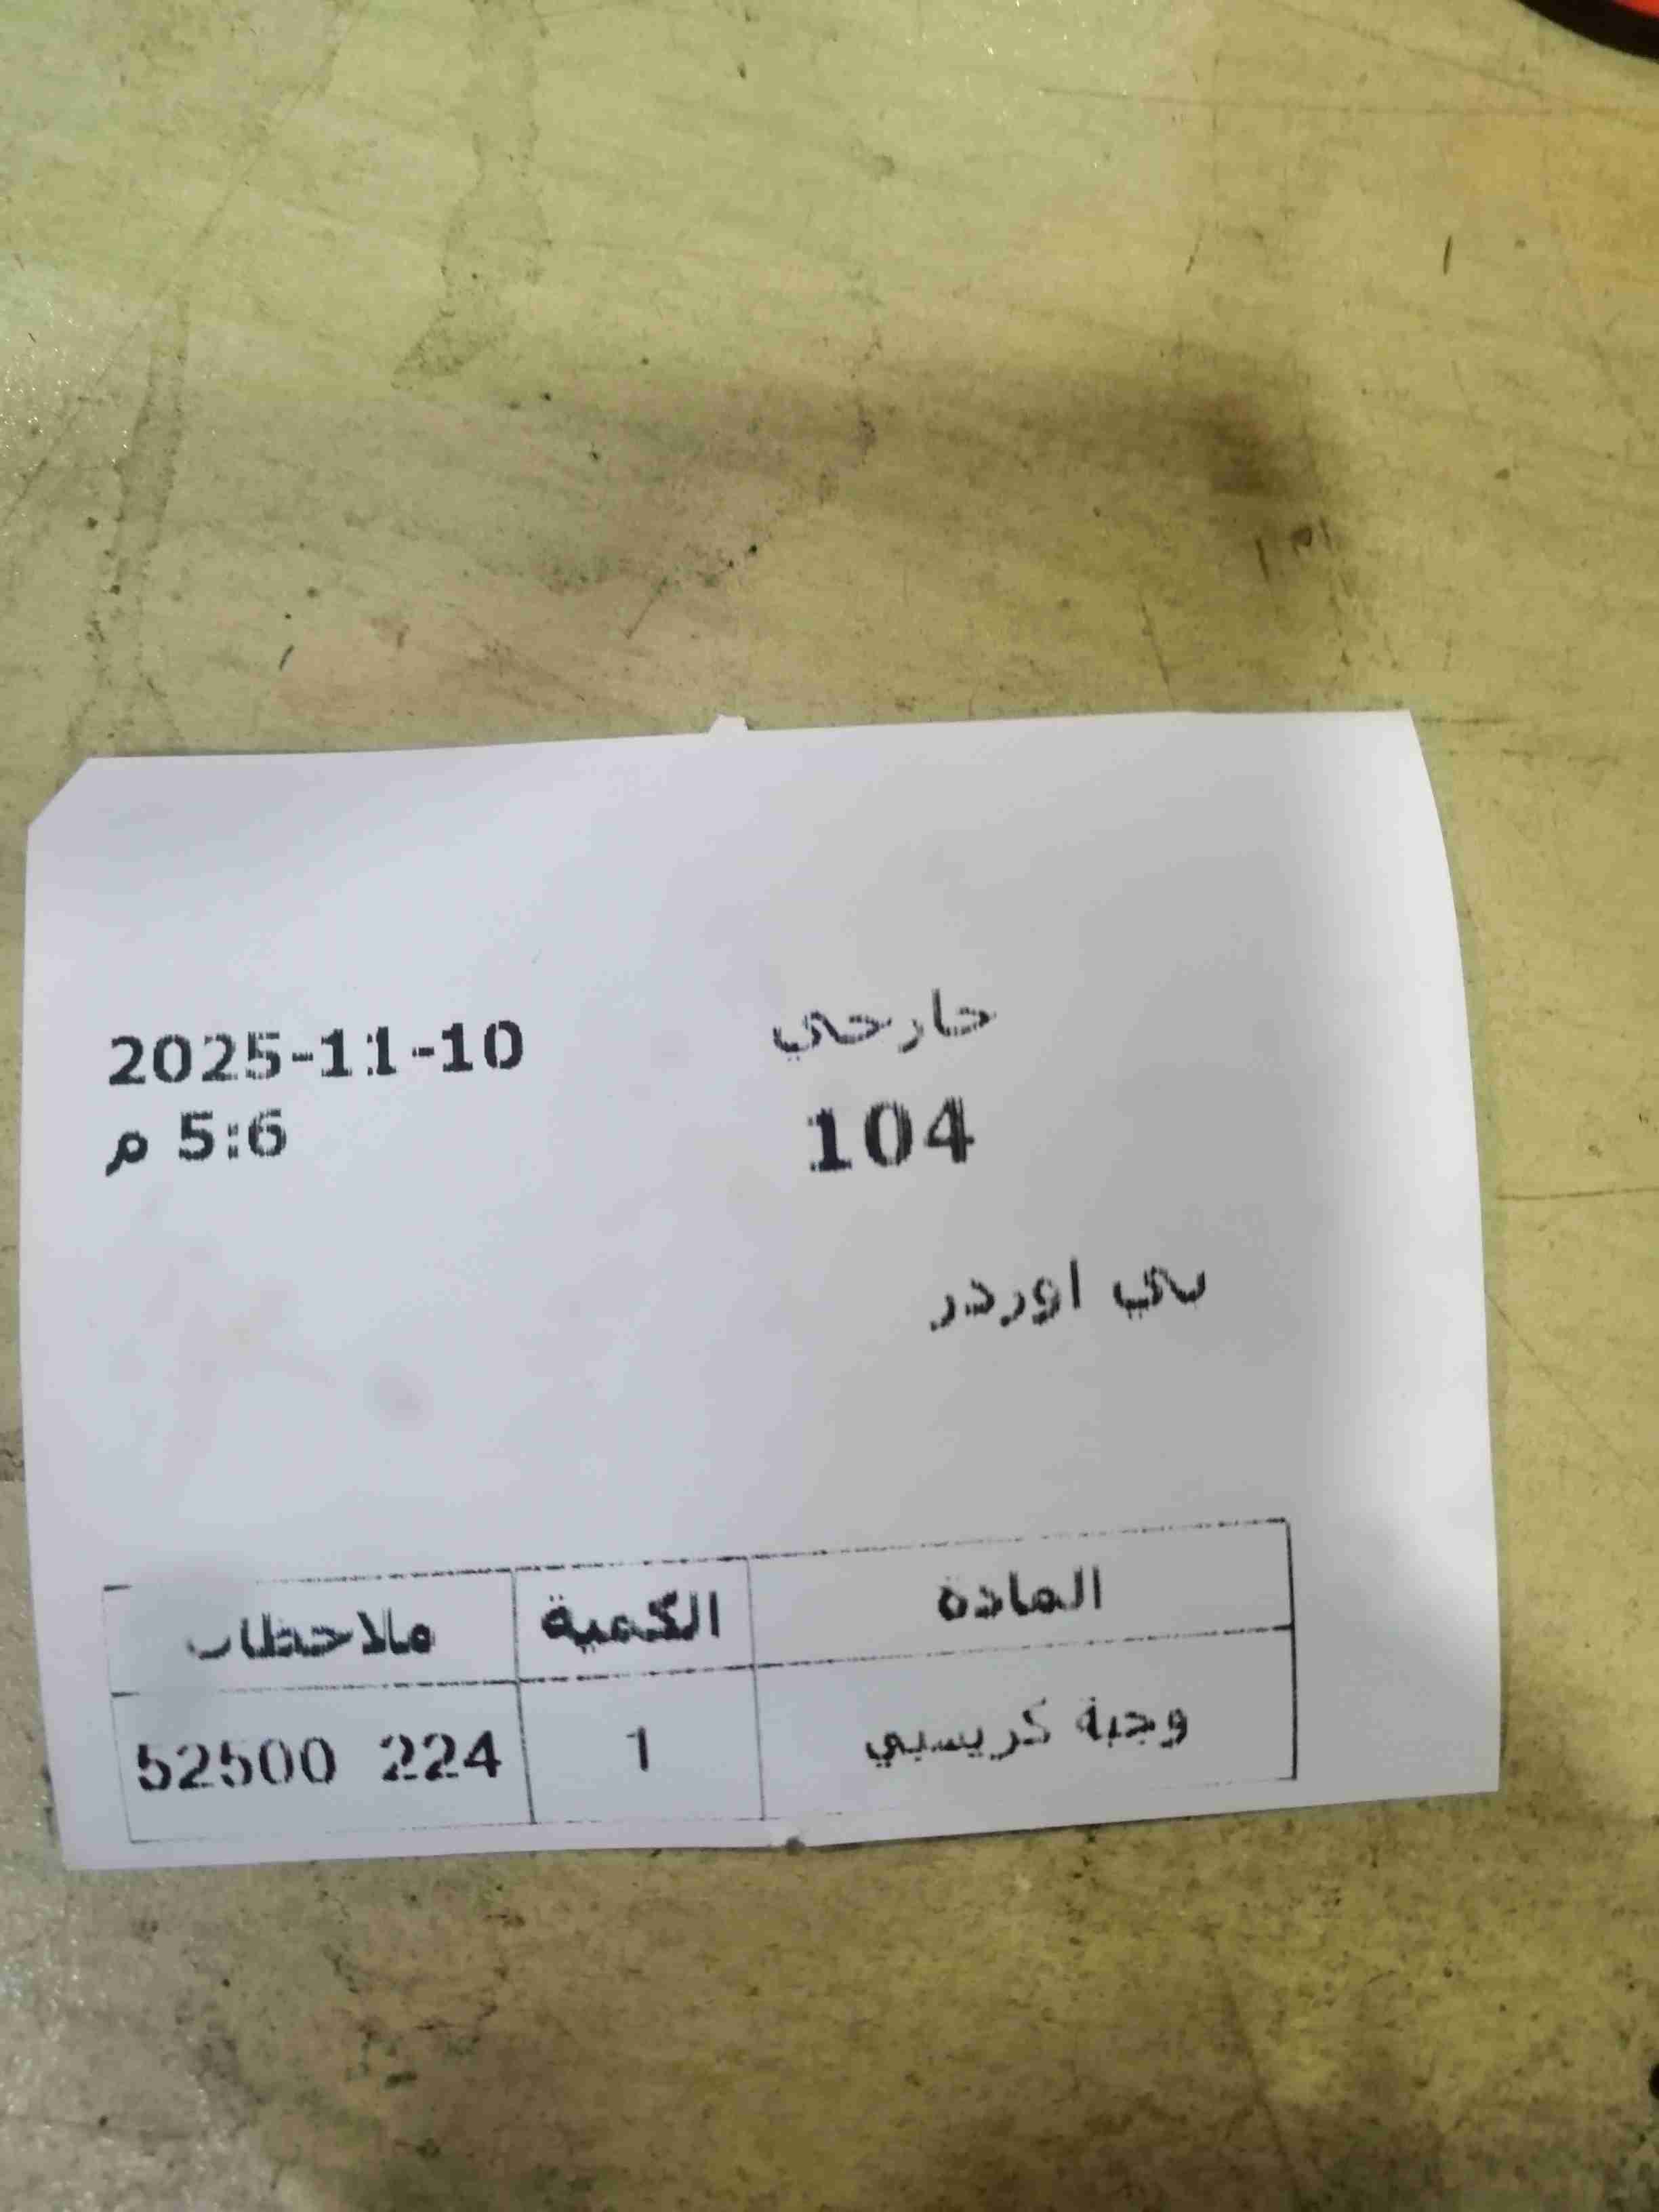 خارجي
2025-11-10
104
5:6 م
بي اوردر
المادة الكمية ملاحظات
وجبة كريسبي 1 52500 224